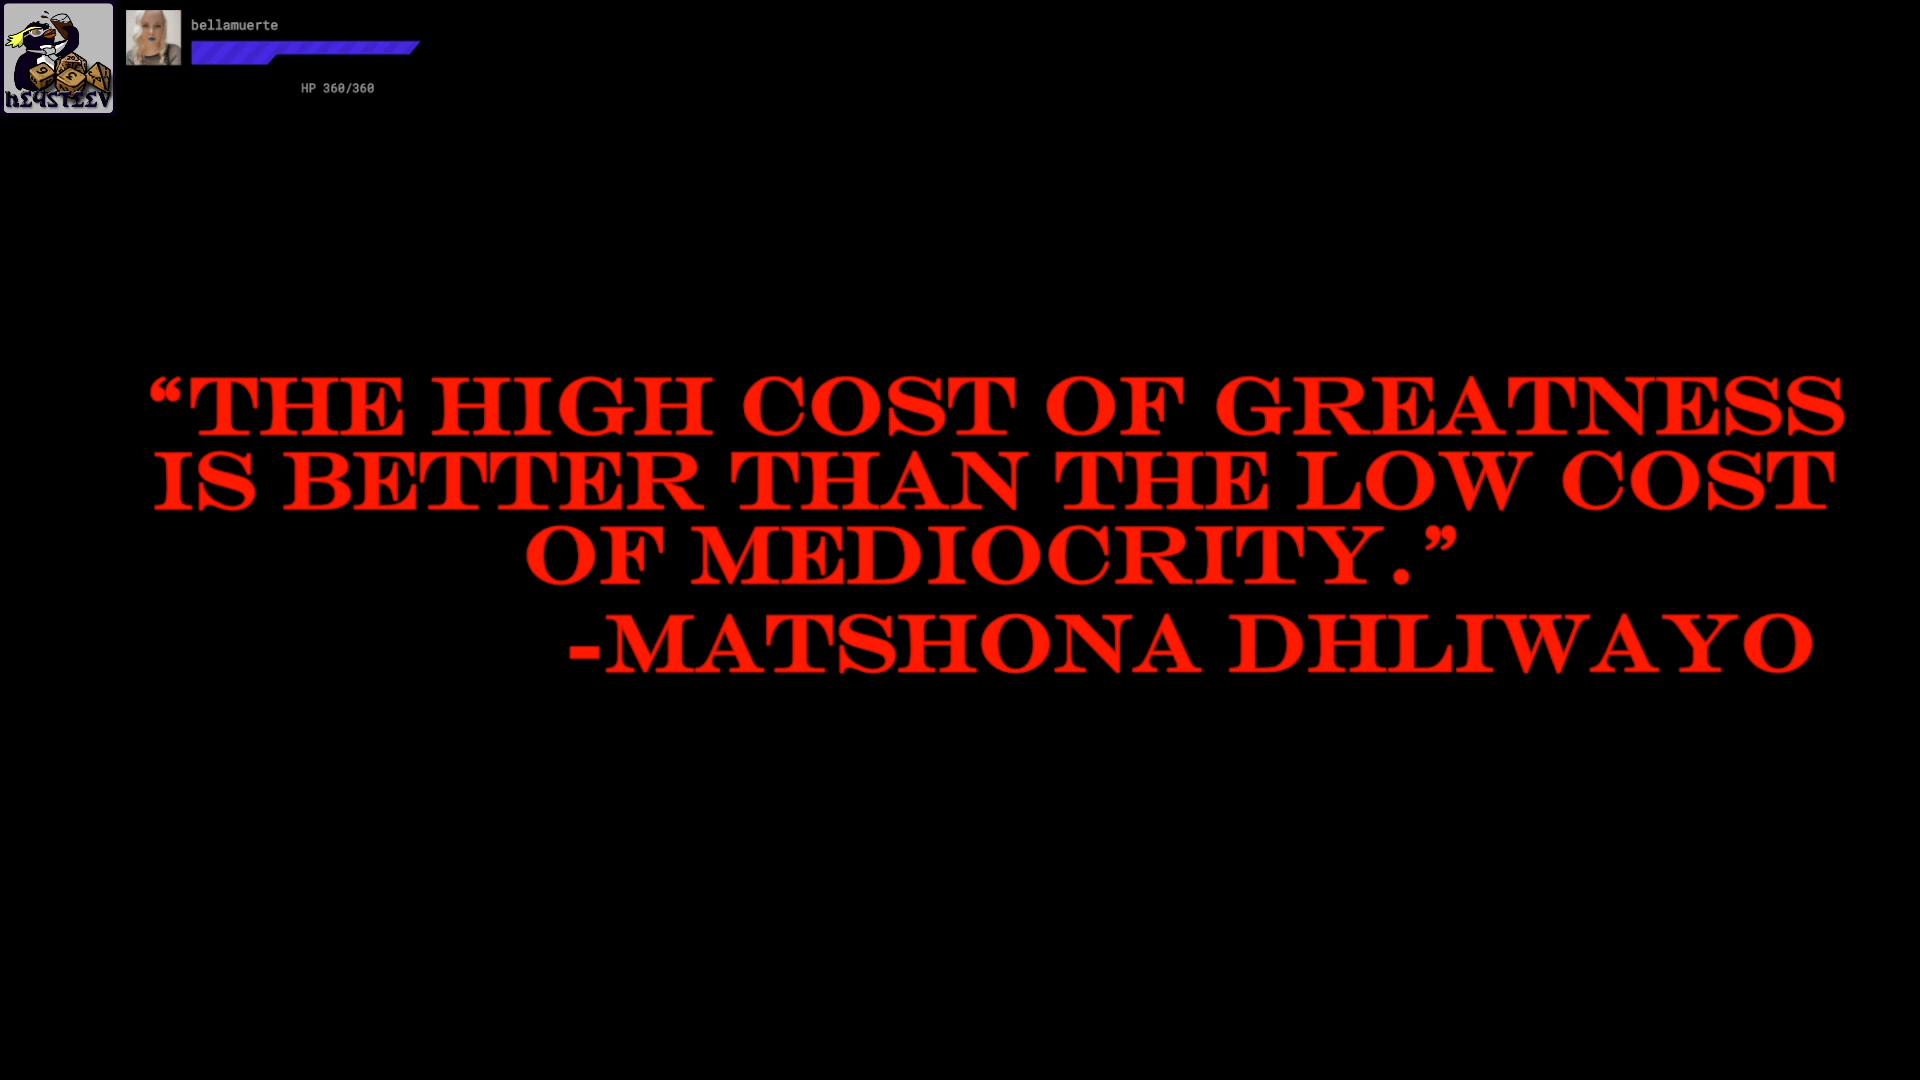 hEYSTEEV
bellamuerte
HP 360/360
“THE HIGH COST OF GREATNESS
IS BETTER THAN THE LOW COST
OF MEDIOCRITY.”
-MATSHONA DHLIWAYO